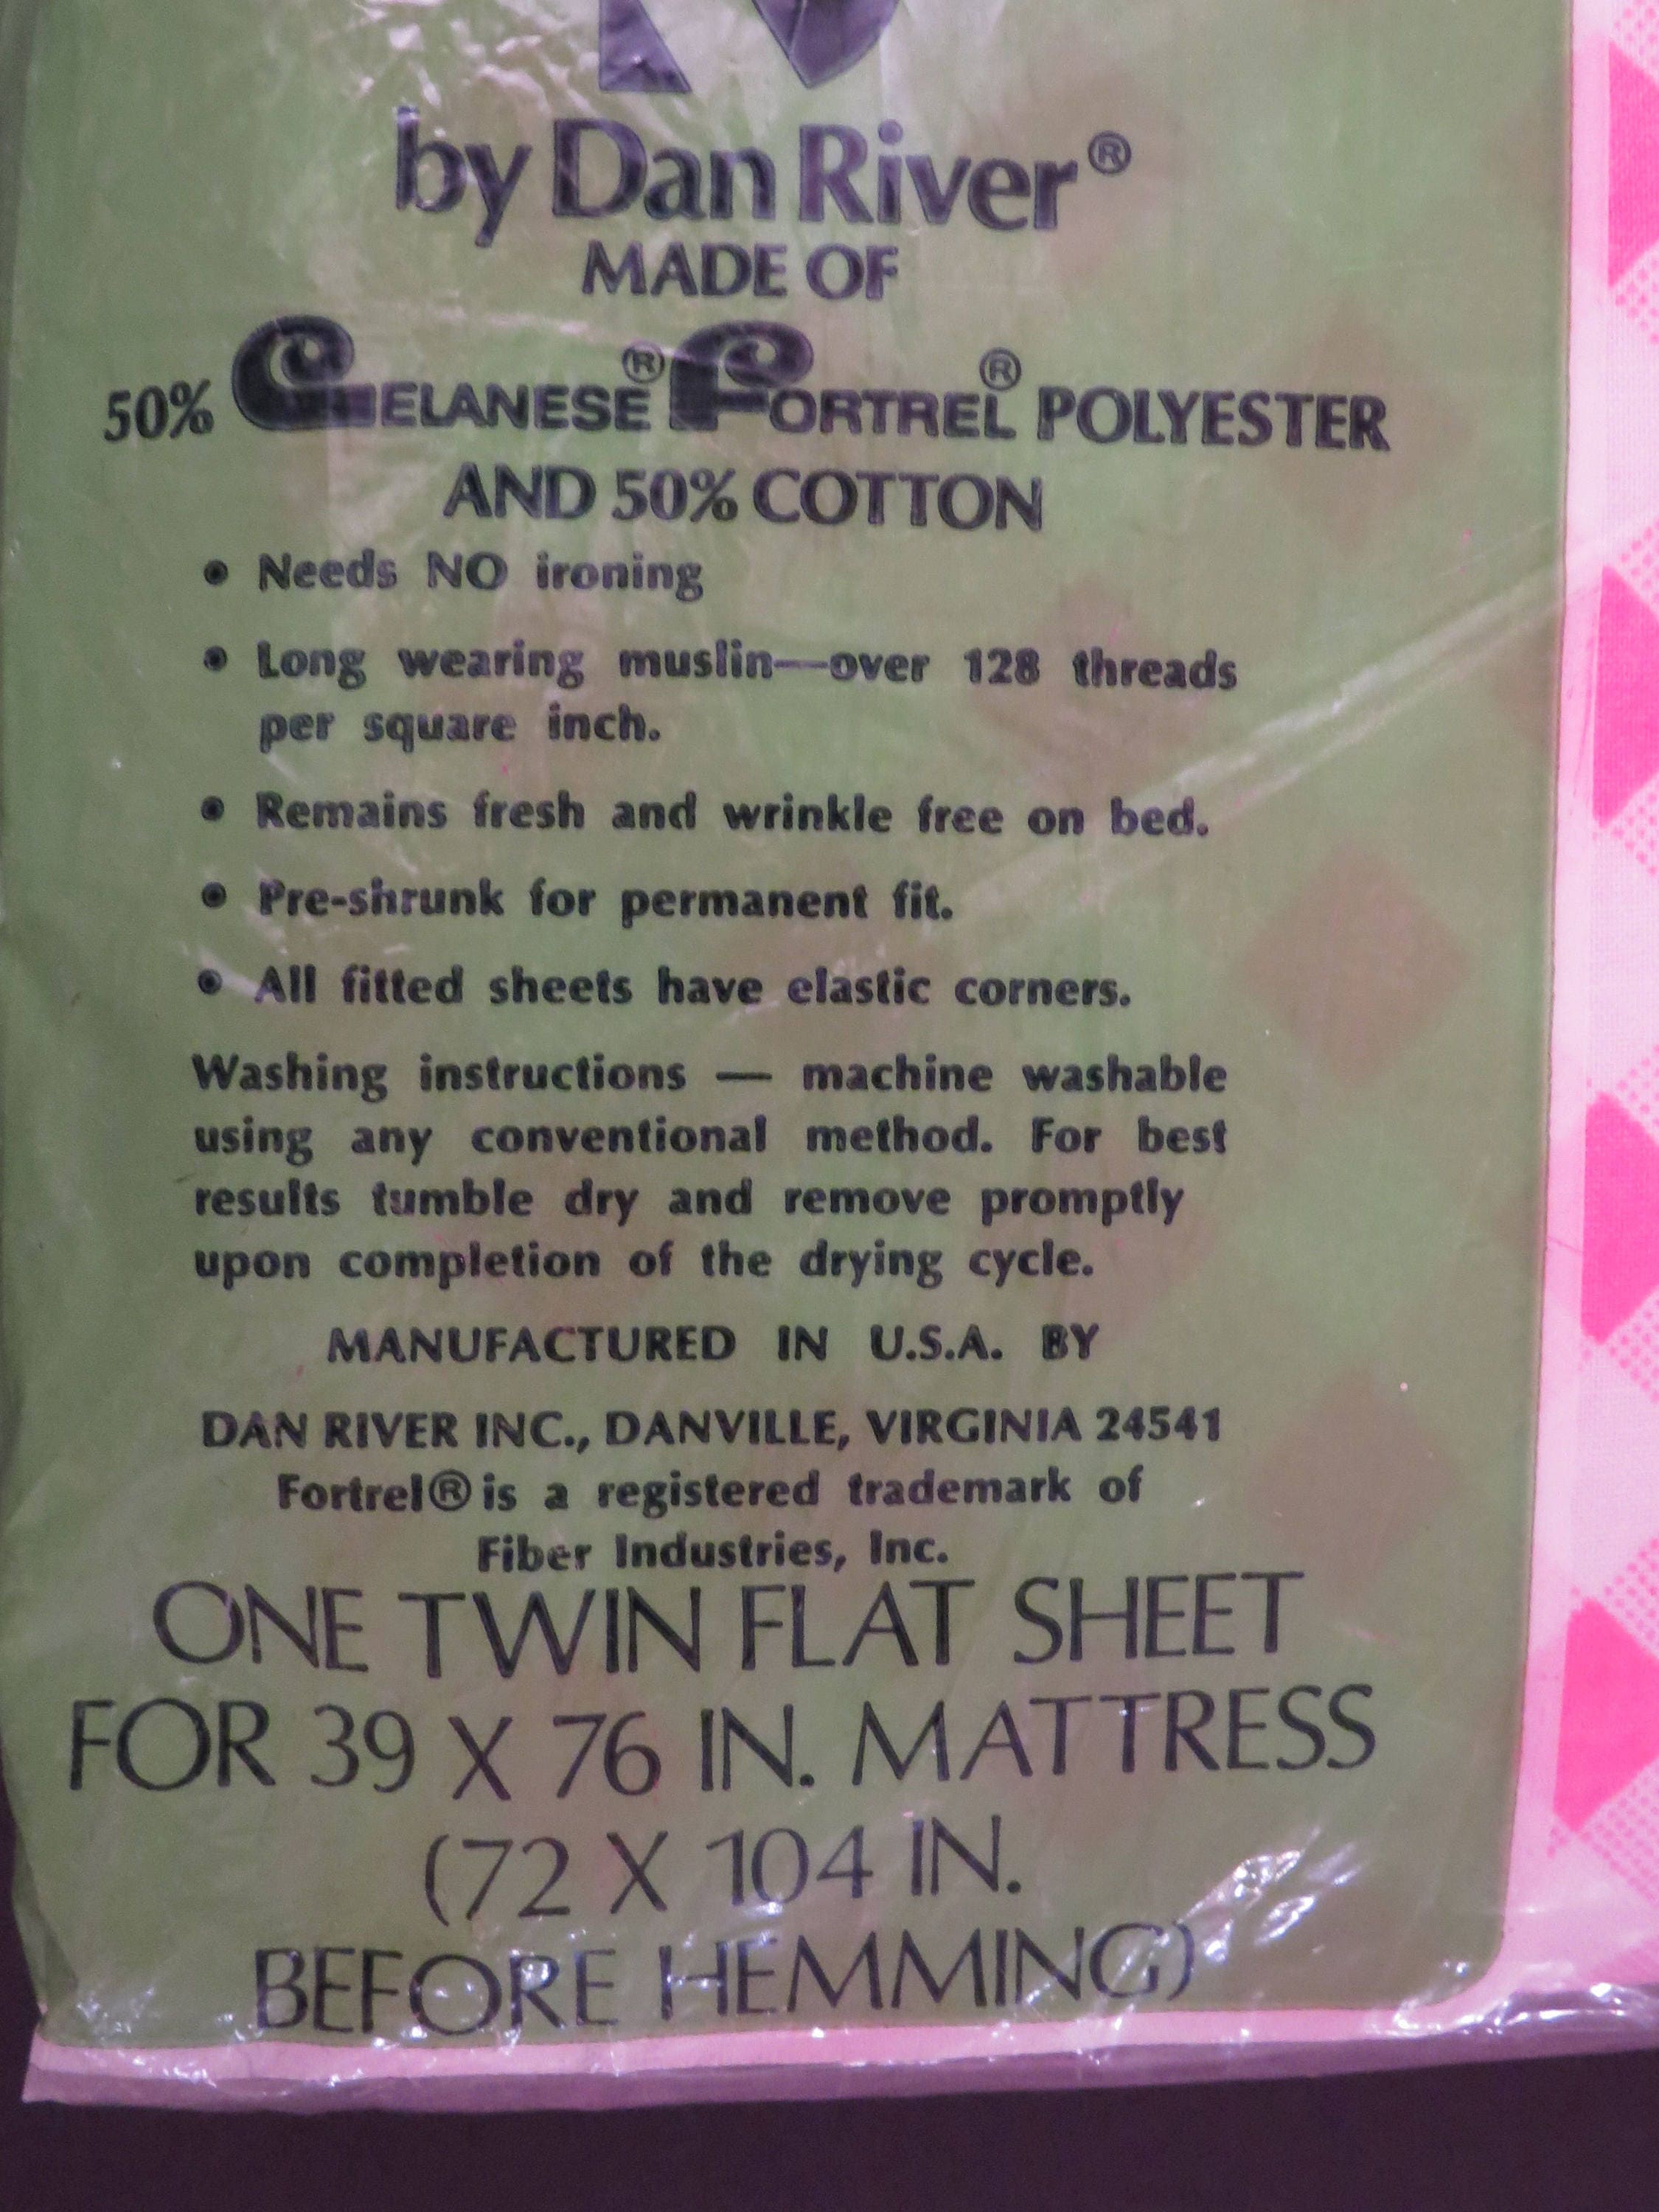 by Dan River®
MADE OF
50% CELANESE® FORTREL® POLYESTER
AND 50% COTTON
• Needs NO ironing
• Long wearing muslin—over 128 threads
per square inch.
• Remains fresh and wrinkle free on bed.
• Pre-shrunk for permanent fit.
• All fitted sheets have elastic corners.
Washing instructions — machine washable
using any conventional method. For best
results tumble dry and remove promptly
upon completion of the drying cycle.
MANUFACTURED IN U.S.A. BY
DAN RIVER INC., DANVILLE, VIRGINIA 24541
Fortrel® is a registered trademark of
Fiber Industries, Inc.
ONE TWIN FLAT SHEET
FOR 39 X 76 IN. MATTRESS
(72 X 104 IN.
BEFORE HEMMING)